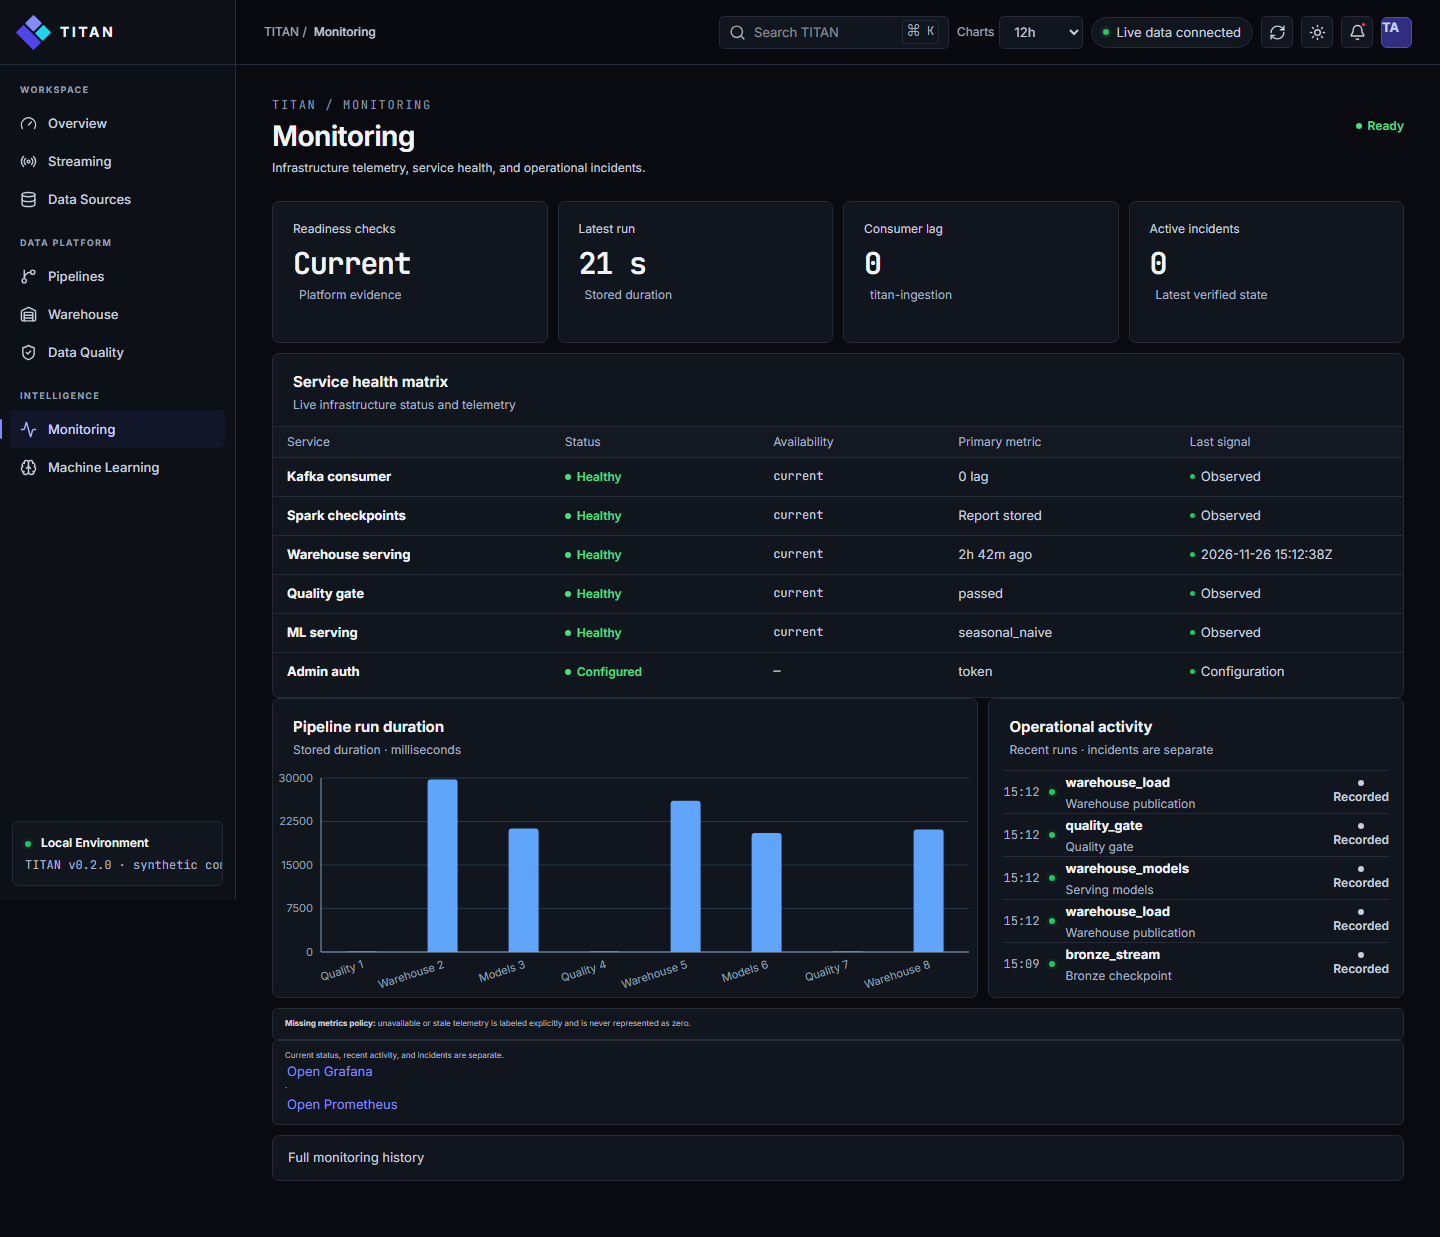 TITAN
TITAN / Monitoring
Search TITAN
⌘ K
Charts
12h
Live data connected
TA
WORKSPACE
Overview
Streaming
Data Sources
DATA PLATFORM
Pipelines
Warehouse
Data Quality
INTELLIGENCE
Monitoring
Machine Learning
Local Environment
TITAN v0.2.0 · synthetic co
TITAN / MONITORING
Monitoring
Infrastructure telemetry, service health, and operational incidents.
Ready
Readiness checks
Current
Platform evidence
Latest run
21 s
Stored duration
Consumer lag
0
titan-ingestion
Active incidents
0
Latest verified state
Service health matrix
Live infrastructure status and telemetry
Service Status Availability Primary metric Last signal
Kafka consumer Healthy current 0 lag Observed
Spark checkpoints Healthy current Report stored Observed
Warehouse serving Healthy current 2h 42m ago 2026-11-26 15:12:38Z
Quality gate Healthy current passed Observed
ML serving Healthy current seasonal_naive Observed
Admin auth Configured — token Configuration
Pipeline run duration
Stored duration · milliseconds
30000
22500
15000
7500
0
Quality 1
Warehouse 2
Models 3
Quality 4
Warehouse 5
Models 6
Quality 7
Warehouse 8
Operational activity
Recent runs · incidents are separate
15:12 warehouse_load
Warehouse publication
Recorded
15:12 quality_gate
Quality gate
Recorded
15:12 warehouse_models
Serving models
Recorded
15:12 warehouse_load
Warehouse publication
Recorded
15:09 bronze_stream
Bronze checkpoint
Recorded
Missing metrics policy: unavailable or stale telemetry is labeled explicitly and is never represented as zero.
Current status, recent activity, and incidents are separate.
Open Grafana
·
Open Prometheus
Full monitoring history